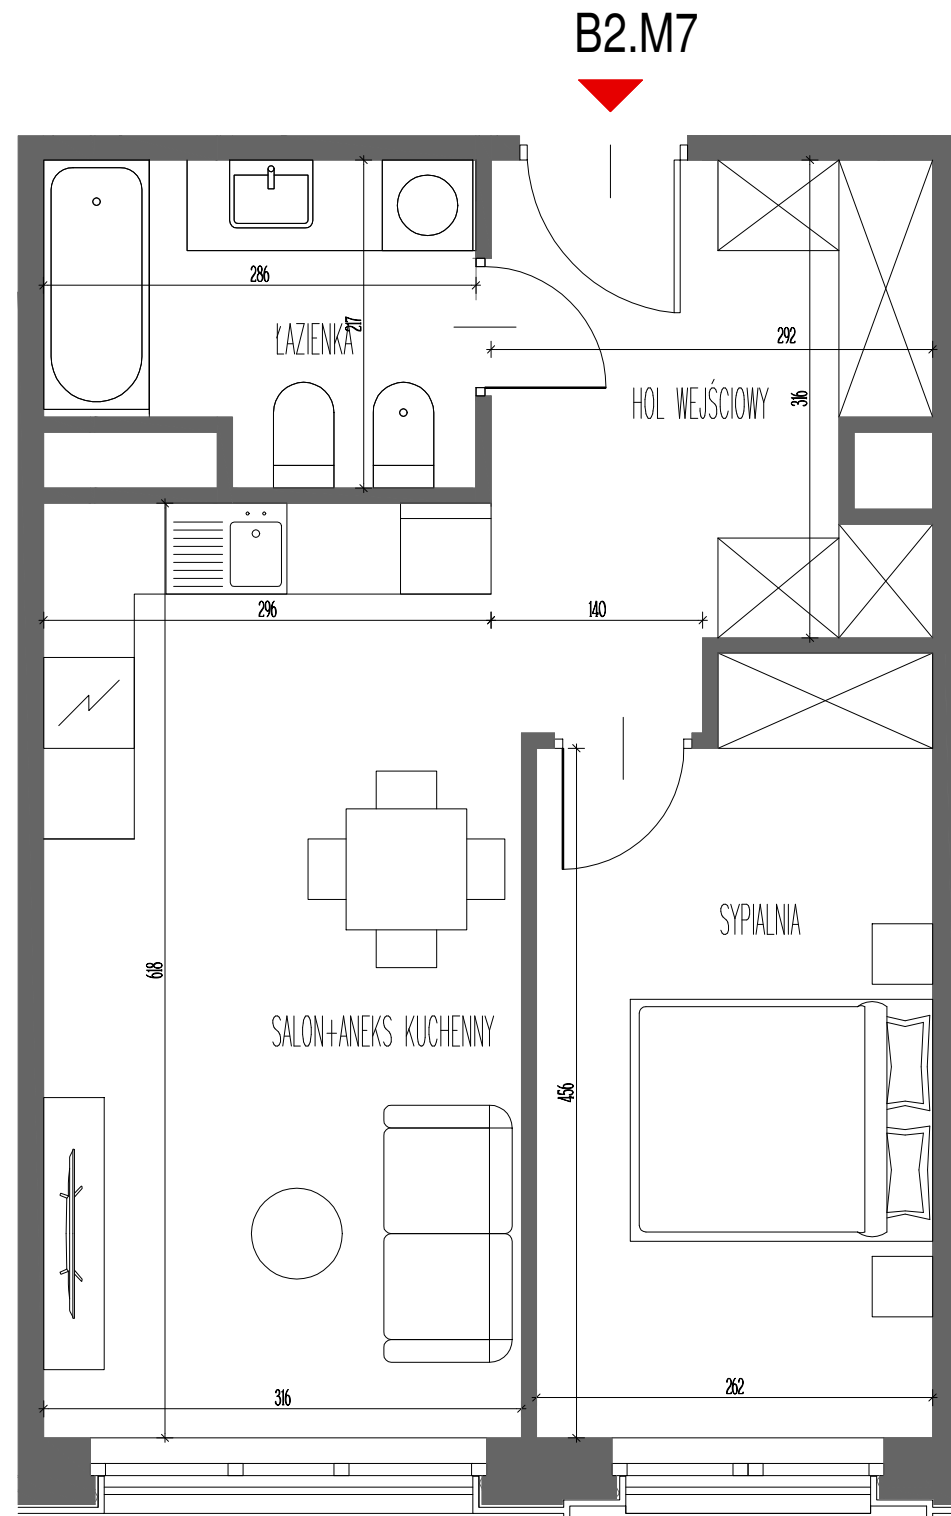 B2.M7
286
217
ŁAZIENKA
292
316
HOL WEJŚCIOWY
296
140
SYPIALNIA
618
SALON+ANEKS KUCHENNY
456
316
262